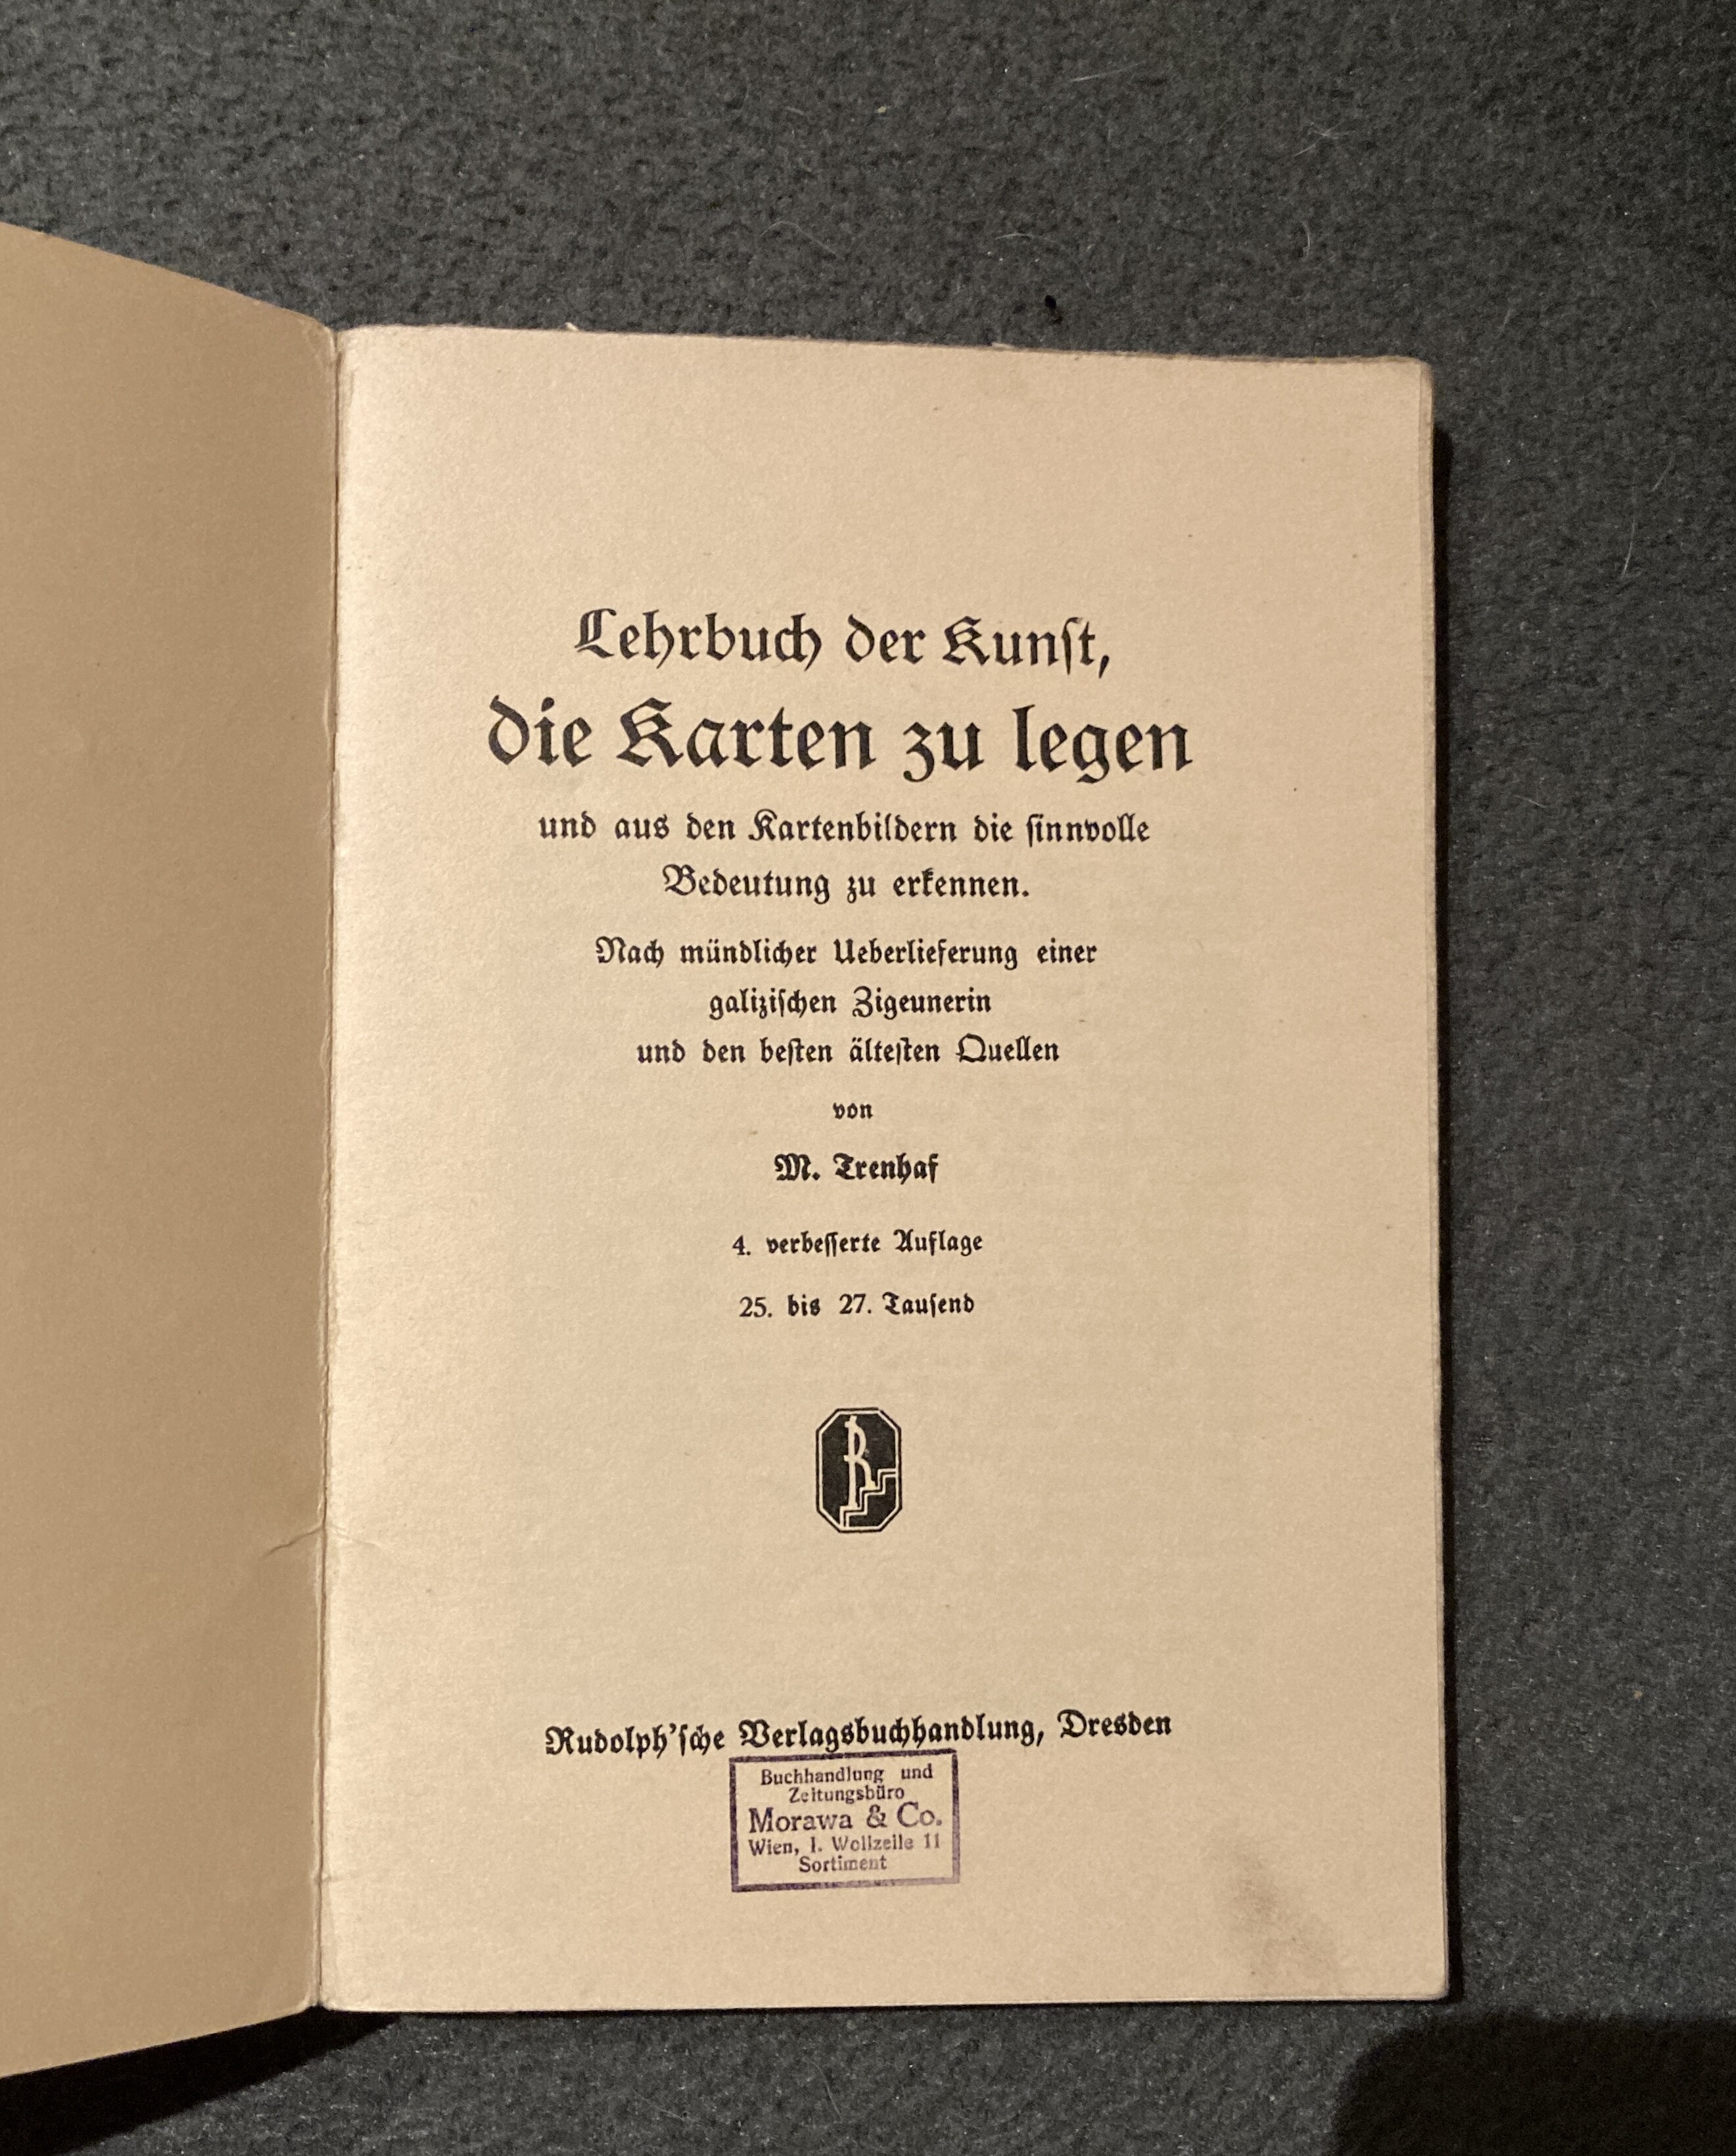 Lehrbuch der Kunſt,
die Karten zu legen
und aus den Kartenbildern die ſinnvolle
Bedeutung zu erkennen.
Nach mündlicher Ueberlieferung einer
galiziſchen Zigeunerin
und den beſten älteſten Quellen
von
M. Trenhaf
4. verbeſſerte Auflage
25. bis 27. Tauſend
R
Rudolph'ſche Verlagsbuchhandlung, Dresden
Buchhandlung und
Zeitungsbüro
Morawa & Co.
Wien, I. Wollzeile 11
Sortiment